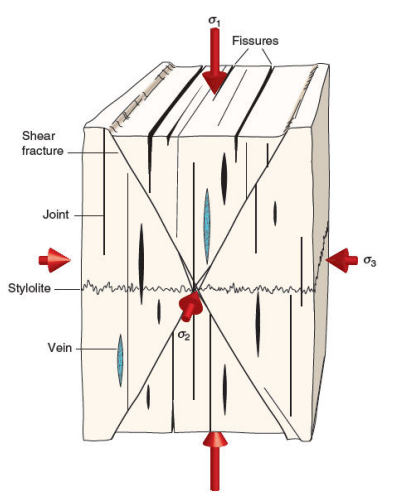 σ1
Fissures
Shear
fracture
Joint
σ3
Stylolite
σ2
Vein